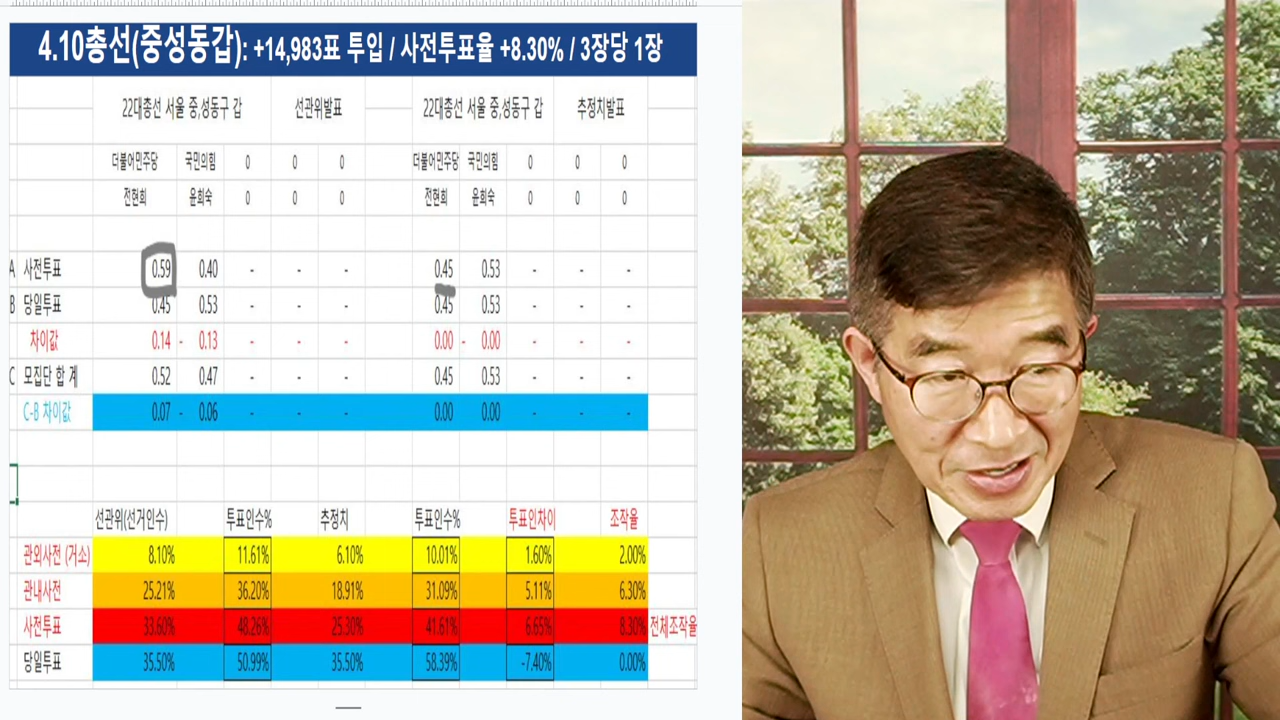 4.10총선(중성동갑): +14,983표 투입 / 사전투표율 +8.30% / 3장당 1장
22대총선 서울 중,성동구 갑 선관위발표 22대총선 서울 중,성동구 갑 추정치발표
더불어민주당 국민의힘 0 0 0 더불어민주당 국민의힘 0 0 0
전현희 윤희숙 0 0 0 전현희 윤희숙 0 0 0
A 사전투표 0.59 0.40 - - - 0.45 0.53 - - -
B 당일투표 0.45 0.53 - - - 0.45 0.53 - - -
차이값 0.14 - 0.13 - - - 0.00 - 0.00 - - -
C 모집단 합 계 0.52 0.47 - - - 0.45 0.53 - - -
C-B 차이값 0.07 - 0.06 - - - 0.00 0.00 - - -
선관위(선거인수) 투표인수% 추정치 투표인수% 투표인차이 조작율
관외사전 (거소) 8.10% 11.61% 6.10% 10.01% 1.60% 2.00%
관내사전 25.21% 36.20% 18.91% 31.09% 5.11% 6.30%
사전투표 33.60% 48.26% 25.30% 41.61% 6.65% 8.30% 전체조작율
당일투표 35.50% 50.99% 35.50% 58.39% -7.40% 0.00%